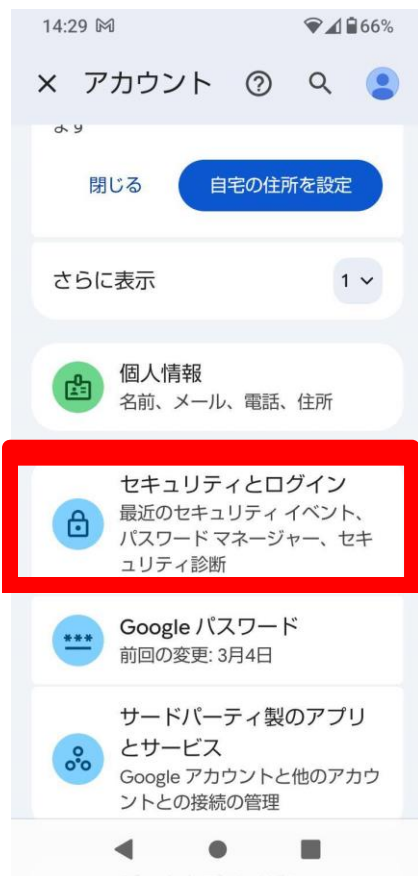 14:29 66%
アカウント
ます
閉じる 自宅の住所を設定
さらに表示 1
個人情報
名前、メール、電話、住所
セキュリティとログイン
最近のセキュリティ イベント、
パスワード マネージャー、セキ
ュリティ診断
Google パスワード
前回の変更: 3月4日
サードパーティ製のアプリ
とサービス
Google アカウントと他のアカウ
ントとの接続の管理